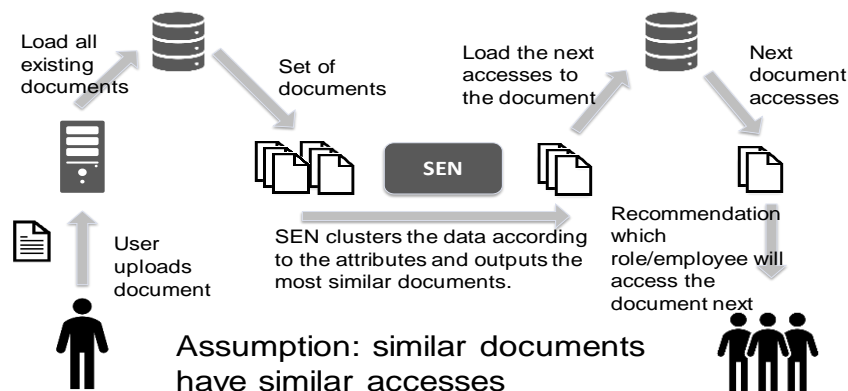 Load all
existing
documents
Set of
documents
Load the next
accesses to
the document
Next
document
accesses
SEN
User
uploads
document
SEN clusters the data according
to the attributes and outputs the
most similar documents.
Recommendation
which
role/employee will
access the
document next
Assumption: similar documents
have similar accesses